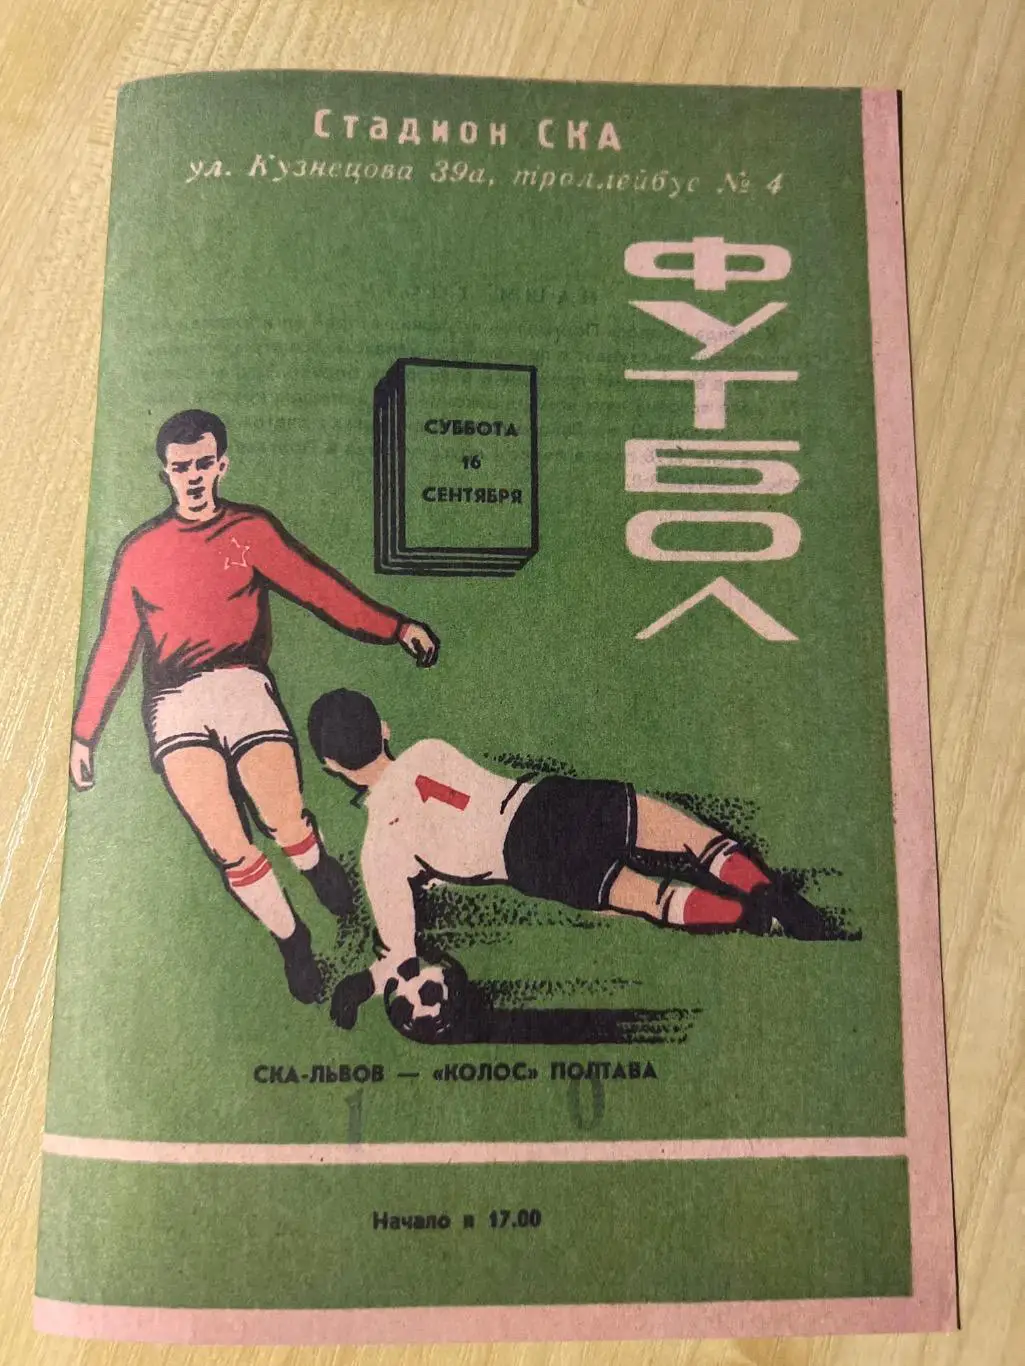 Стадион СКА
ул. Кузнецова 39а, троллейбус № 4
ФУТБОЛ
СУББОТА
16
СЕНТЯБРЯ
1
СКА-ЛЬВОВ — «КОЛОС» ПОЛТАВА
1 0
Начало в 17.00